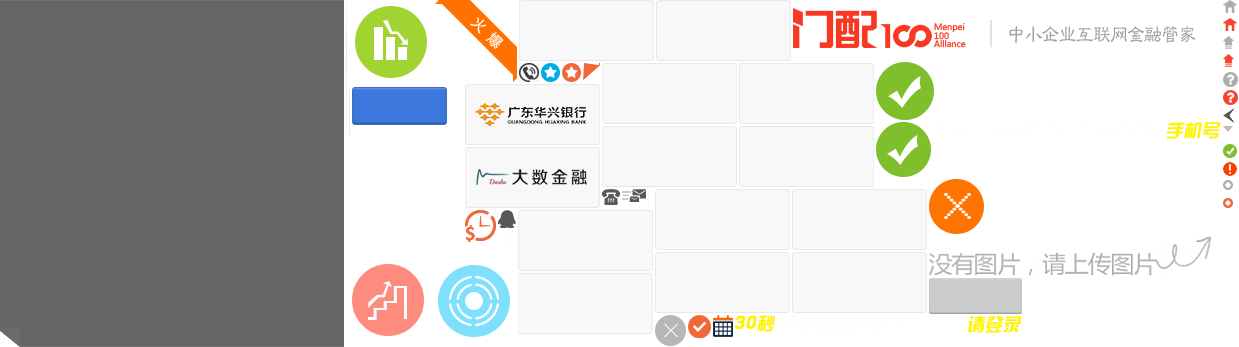 火爆
门配100
Menpei
100
Alliance
中小企业互联网金融管家
广东华兴银行
GUANGDONG HUAXING BANK
手机号
Dashu
大数金融
没有图片，请上传图片
30秒
请登录